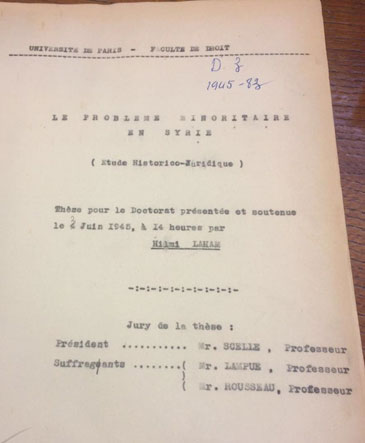 UNIVERSITE DE PARIS - FACULTE DE DROIT
D. 3
1945-83
LE PROBLEME MINORITAIRE
EN SYRIE
( Etude Historico-Juridique )
Thèse pour le Doctorat présentée et soutenue
le 2 Juin 1945, à 14 heures par
Hilmi LAHAM
-:-:-:-:-:-:-:-:-
Jury de la thèse :
Président ........... Mr. SCELLE , Professeur
Suffragants ........( Mr. LAMPUE, Professeur
)
( Mr. ROUSSEAU, Professeur